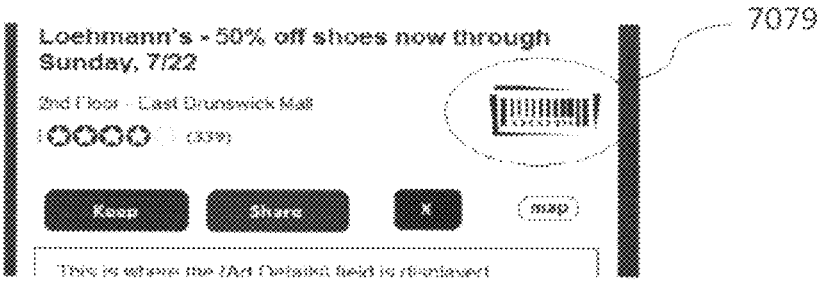 7079
Loehmann's - 50% off shoes now through
Sunday, 7/22
2nd Floor - East Brunswick Mall
(339)
Keep Share X map
This is where the (Ad Details) field is displayed